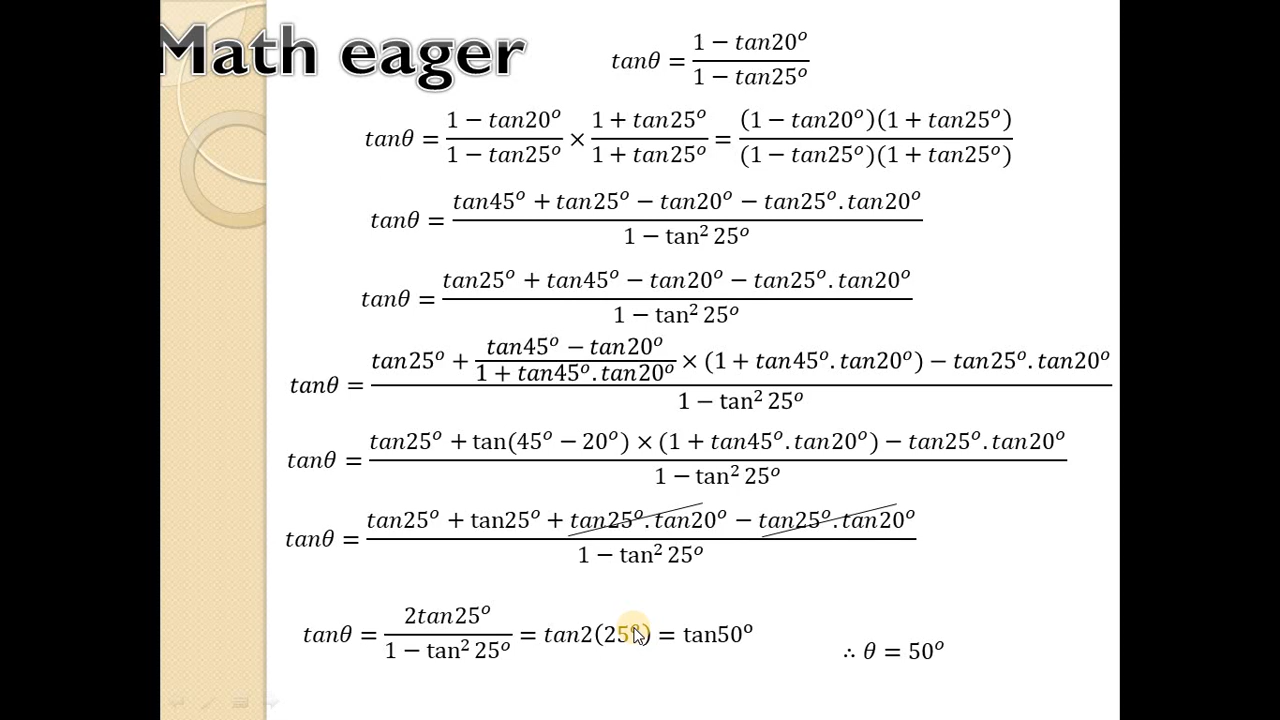 Math eager
tanθ = (1 − tan20°)/(1 − tan25°)
tanθ = (1 − tan20°)/(1 − tan25°) × (1 + tan25°)/(1 + tan25°) = ((1 − tan20°)(1 + tan25°))/((1 − tan25°)(1 + tan25°))
tanθ = (tan45° + tan25° − tan20° − tan25°.tan20°)/(1 − tan² 25°)
tanθ = (tan25° + tan45° − tan20° − tan25°.tan20°)/(1 − tan² 25°)
tanθ = (tan25° + (tan45° − tan20°)/(1 + tan45°.tan20°) × (1 + tan45°.tan20°) − tan25°.tan20°)/(1 − tan² 25°)
tanθ = (tan25° + tan(45° − 20°) × (1 + tan45°.tan20°) − tan25°.tan20°)/(1 − tan² 25°)
tanθ = (tan25° + tan25° + tan25°.tan20° − tan25°.tan20°)/(1 − tan² 25°)
tanθ = (2tan25°)/(1 − tan² 25°) = tan2(25°) = tan50° ∴ θ = 50°